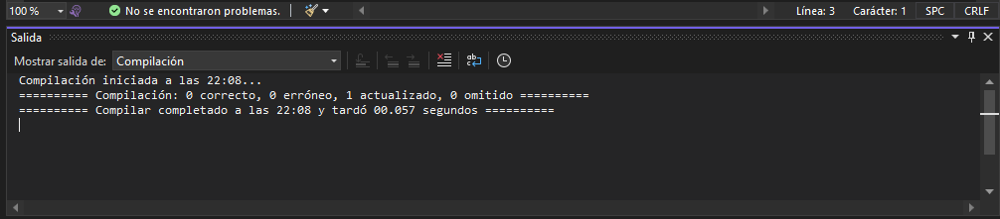 100 % No se encontraron problemas. Línea: 3 Carácter: 1 SPC CRLF
Salida
Mostrar salida de: Compilación
Compilación iniciada a las 22:08...
========== Compilación: 0 correcto, 0 erróneo, 1 actualizado, 0 omitido ==========
========== Compilar completado a las 22:08 y tardó 00.057 segundos ==========